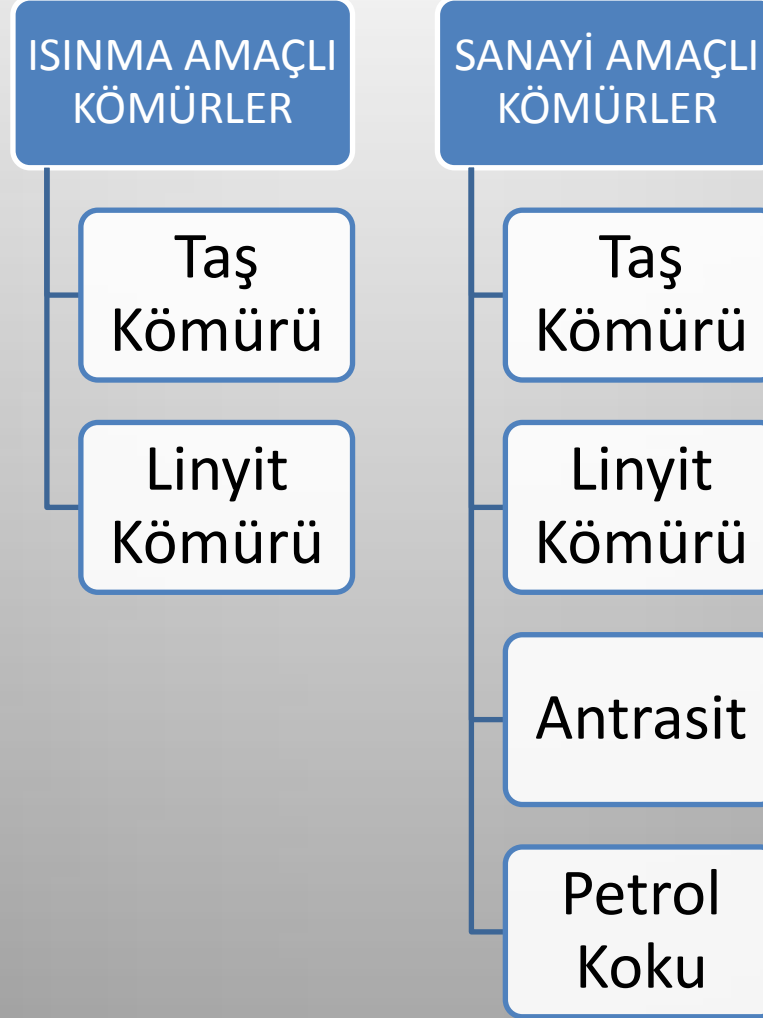 ISINMA AMAÇLI
KÖMÜRLER
Taş
Kömürü
Linyit
Kömürü
SANAYİ AMAÇLI
KÖMÜRLER
Taş
Kömürü
Linyit
Kömürü
Antrasit
Petrol
Koku